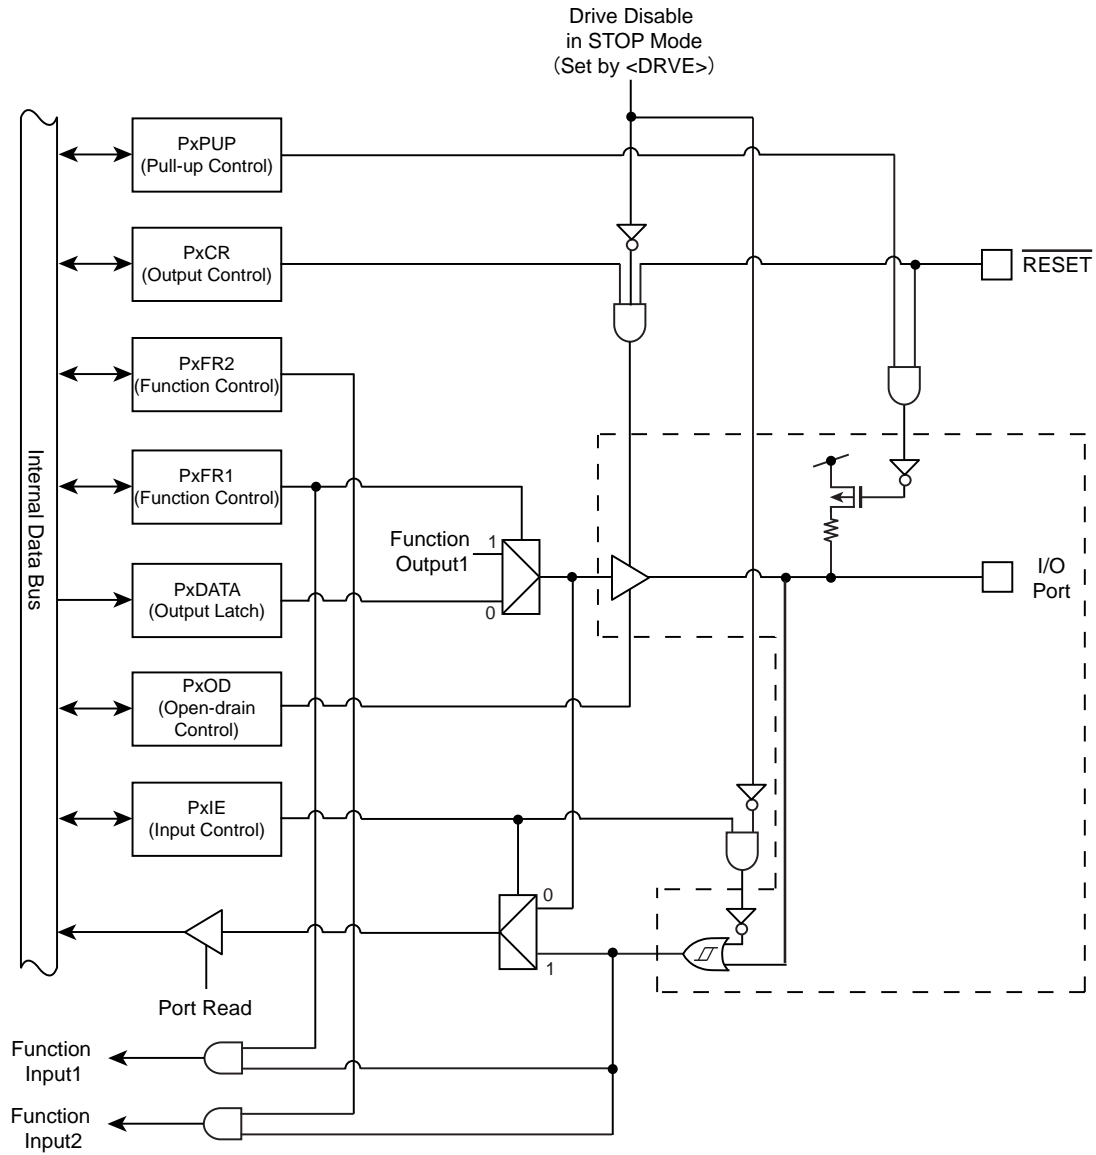 Drive Disable
in STOP Mode
(Set by <DRVE>)
PxPUP
(Pull-up Control)
PxCR
(Output Control)
RESET
PxFR2
(Function Control)
Internal Data Bus
PxFR1
(Function Control)
Function
Output1
1
0
I/O
Port
PxDATA
(Output Latch)
PxOD
(Open-drain
Control)
PxIE
(Input Control)
0
1
Port Read
Function
Input1
Function
Input2